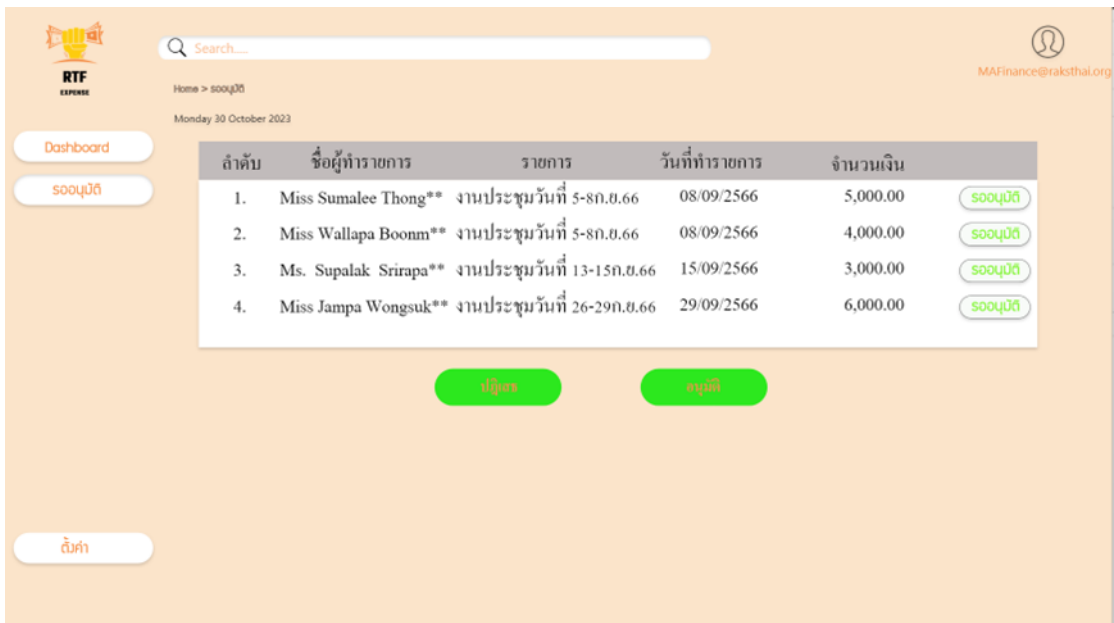 RTF
EXPENSE
Search.....
MAFinance@raksthai.org
Home > รออนุมัติ
Monday 30 October 2023
Dashboard
รออนุมัติ
ลำดับ ชื่อผู้ทำรายการ รายการ วันที่ทำรายการ จำนวนเงิน
1. Miss Sumalee Thong** งานประชุมวันที่ 5-8ก.ย.66 08/09/2566 5,000.00 รออนุมัติ
2. Miss Wallapa Boonm** งานประชุมวันที่ 5-8ก.ย.66 08/09/2566 4,000.00 รออนุมัติ
3. Ms. Supalak Srirapa** งานประชุมวันที่ 13-15ก.ย.66 15/09/2566 3,000.00 รออนุมัติ
4. Miss Jampa Wongsuk** งานประชุมวันที่ 26-29ก.ย.66 29/09/2566 6,000.00 รออนุมัติ
ปฏิเสธ อนุมัติ
ตั้งค่า